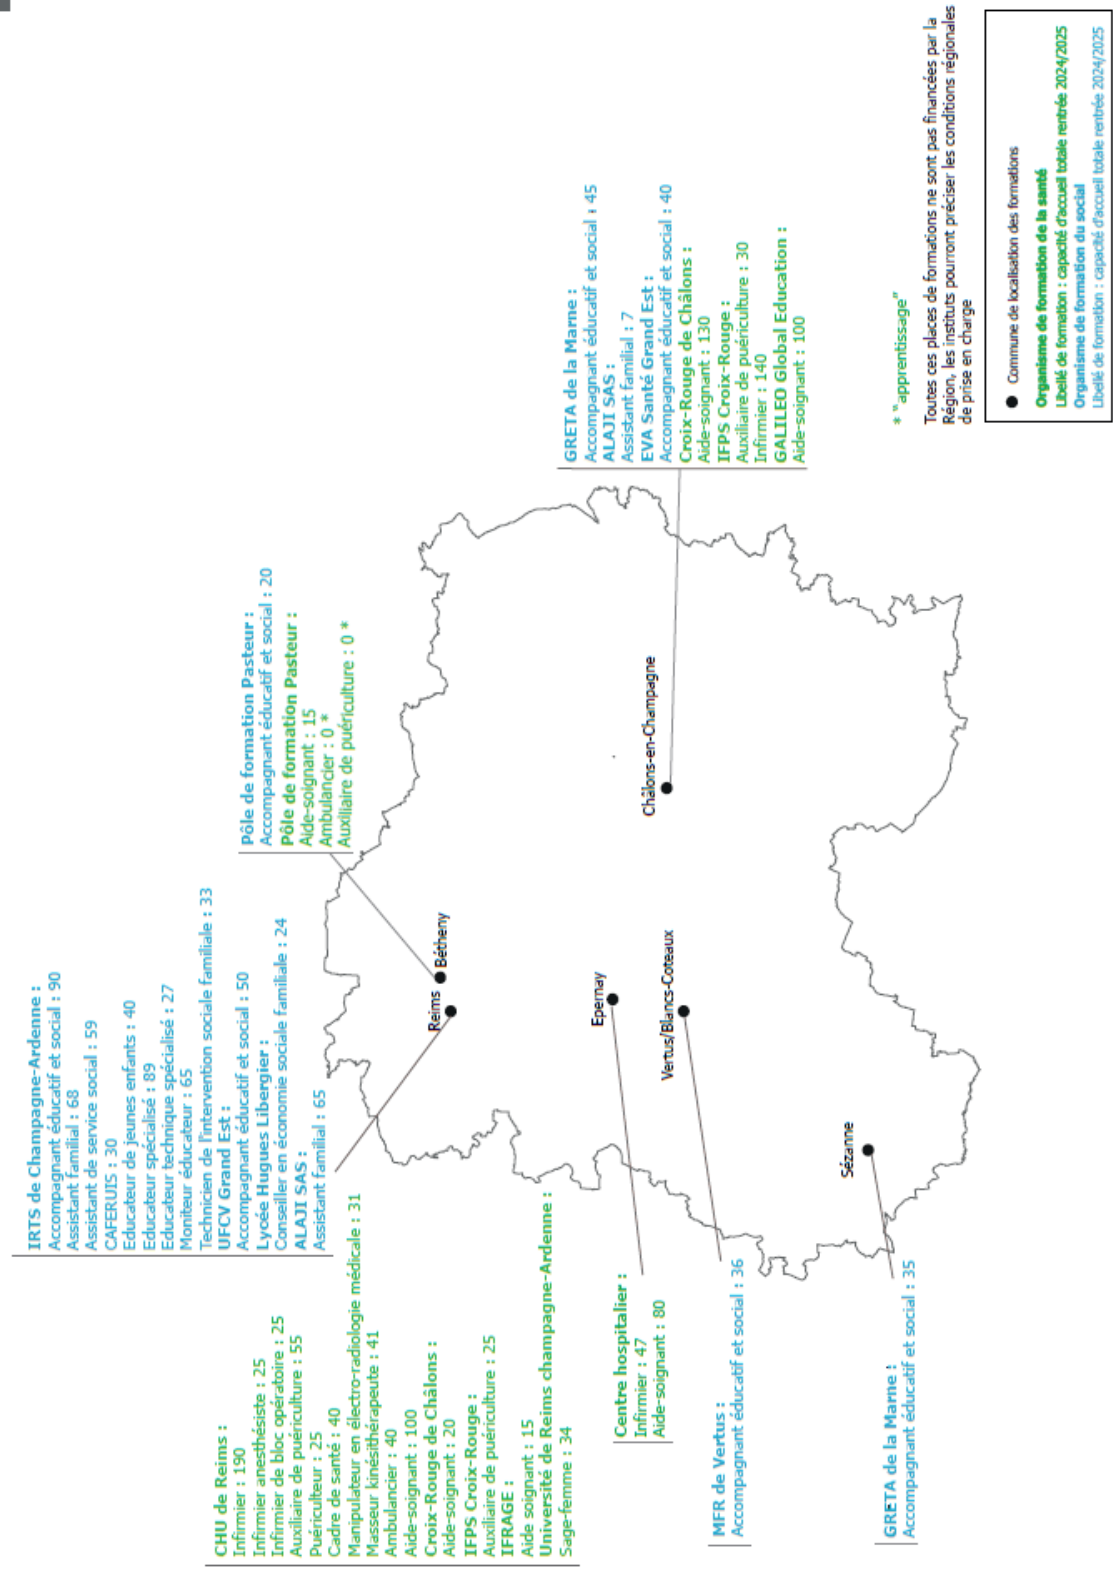 IRTS de Champagne-Ardenne :
Accompagnant éducatif et social : 90
Assistant familial : 68
Assistant de service social : 59
CAFERUIS : 30
Educateur de jeunes enfants : 40
Educateur spécialisé : 89
Educateur technique spécialisé : 27
Moniteur éducateur : 65
Technicien de l'intervention sociale familiale : 33
UFCV Grand Est :
Accompagnant éducatif et social : 50
Lycée Hugues Libergier :
Conseiller en économie sociale familiale : 24
ALAJI SAS :
Assistant familial : 65
CHU de Reims :
Infirmier : 190
Infirmier anesthésiste : 25
Infirmier de bloc opératoire : 25
Auxiliaire de puériculture : 55
Puériculteur : 25
Cadre de santé : 40
Manipulateur en électro-radiologie médicale : 31
Masseur kinésithérapeute : 41
Ambulancier : 40
Aide-soignant : 100
Croix-Rouge de Châlons :
Aide-soignant : 20
IFPS Croix-Rouge :
Auxiliaire de puériculture : 25
IFRAGE :
Aide soignant : 15
Université de Reims champagne-Ardenne :
Sage-femme : 34
Pôle de formation Pasteur :
Accompagnant éducatif et social : 20
Pôle de formation Pasteur :
Aide-soignant : 15
Ambulancier : 0 *
Auxiliaire de puériculture : 0 *
Reims
Bétheny
Epernay
Vertus/Blancs-Coteaux
Châlons-en-Champagne
Sézanne
Centre hospitalier :
Infirmier : 47
Aide-soignant : 80
MFR de Vertus :
Accompagnant éducatif et social : 36
GRETA de la Marne :
Accompagnant éducatif et social : 35
GRETA de la Marne :
Accompagnant éducatif et social : 45
ALAJI SAS :
Assistant familial : 7
EVA Santé Grand Est :
Accompagnant éducatif et social : 40
Croix-Rouge de Châlons :
Aide-soignant : 130
IFPS Croix-Rouge :
Auxiliaire de puériculture : 30
Infirmier : 140
GALILEO Global Education :
Aide-soignant : 100
* "apprentissage"
Toutes ces places de formations ne sont pas financées par la
Région, les instituts pourront préciser les conditions régionales
de prise en charge
Commune de localisation des formations
Organisme de formation de la santé
Libellé de formation : capacité d'accueil totale rentrée 2024/2025
Organisme de formation du social
Libellé de formation : capacité d'accueil totale rentrée 2024/2025